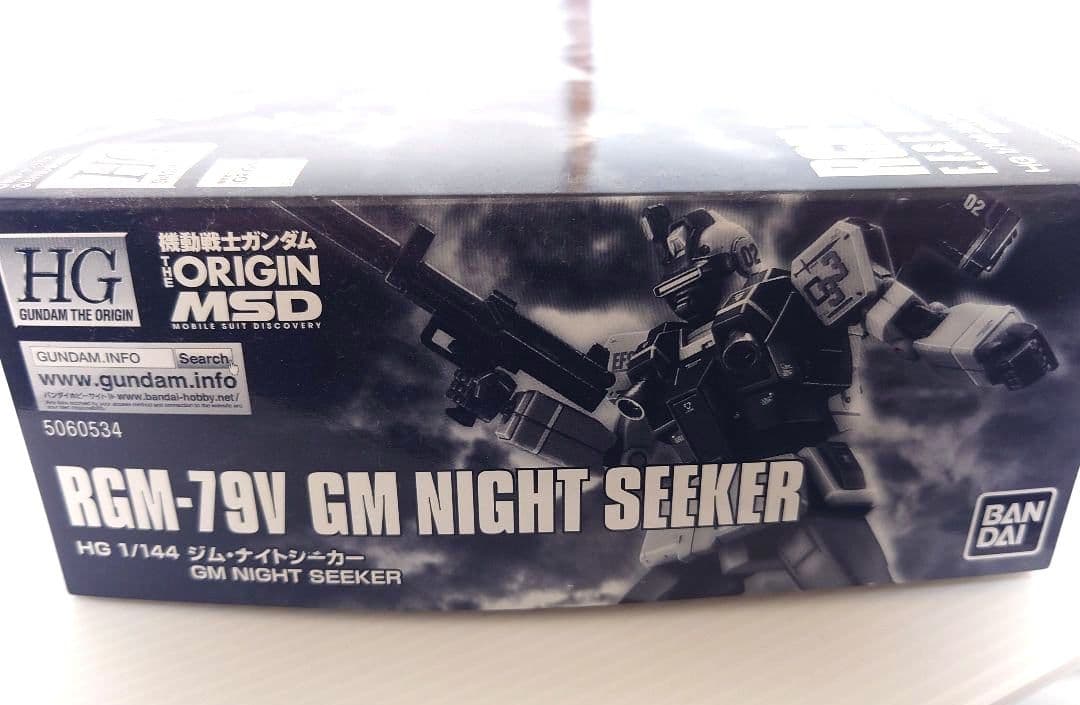 HG
GUNDAM THE ORIGIN
機動戦士ガンダム
THE ORIGIN
MSD
MOBILE SUIT DISCOVERY
GUNDAM.INFO Search
www.gundam.info
バンダイホビーサイト www.bandai-hobby.net/
5060534
RGM-79V GM NIGHT SEEKER
HG 1/144 ジム・ナイトシーカー
GM NIGHT SEEKER
BAN
DAI
02
02
EFSF
HG